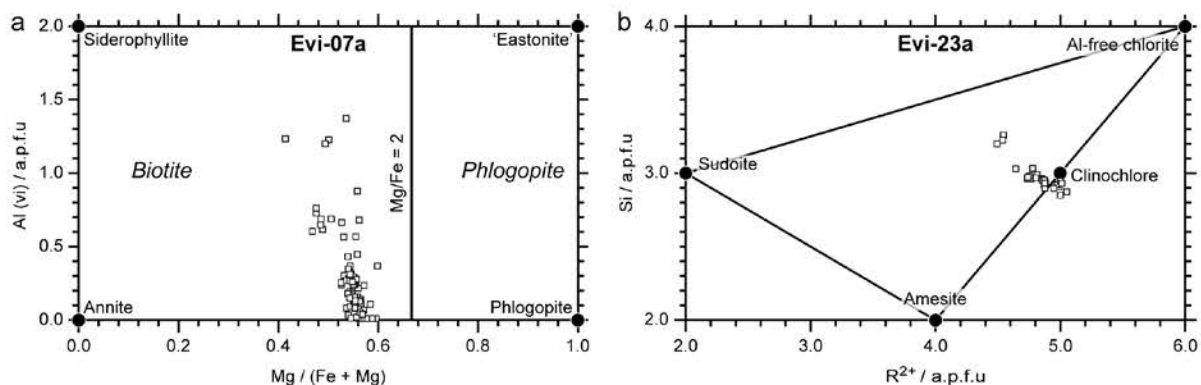 a
Evi-07a
Siderophyllite
'Eastonite'
Biotite
Mg/Fe = 2
Phlogopite
Annite
Phlogopite
2.0
1.5
1.0
0.5
0.0
Al (vi) / a.p.f.u
0.0 0.2 0.4 0.6 0.8 1.0
Mg / (Fe + Mg)
b
Evi-23a
Al-free chlorite
Sudoite
Clinochlore
Amesite
4.0
3.0
2.0
Si / a.p.f.u
2.0 3.0 4.0 5.0 6.0
R²⁺ / a.p.f.u